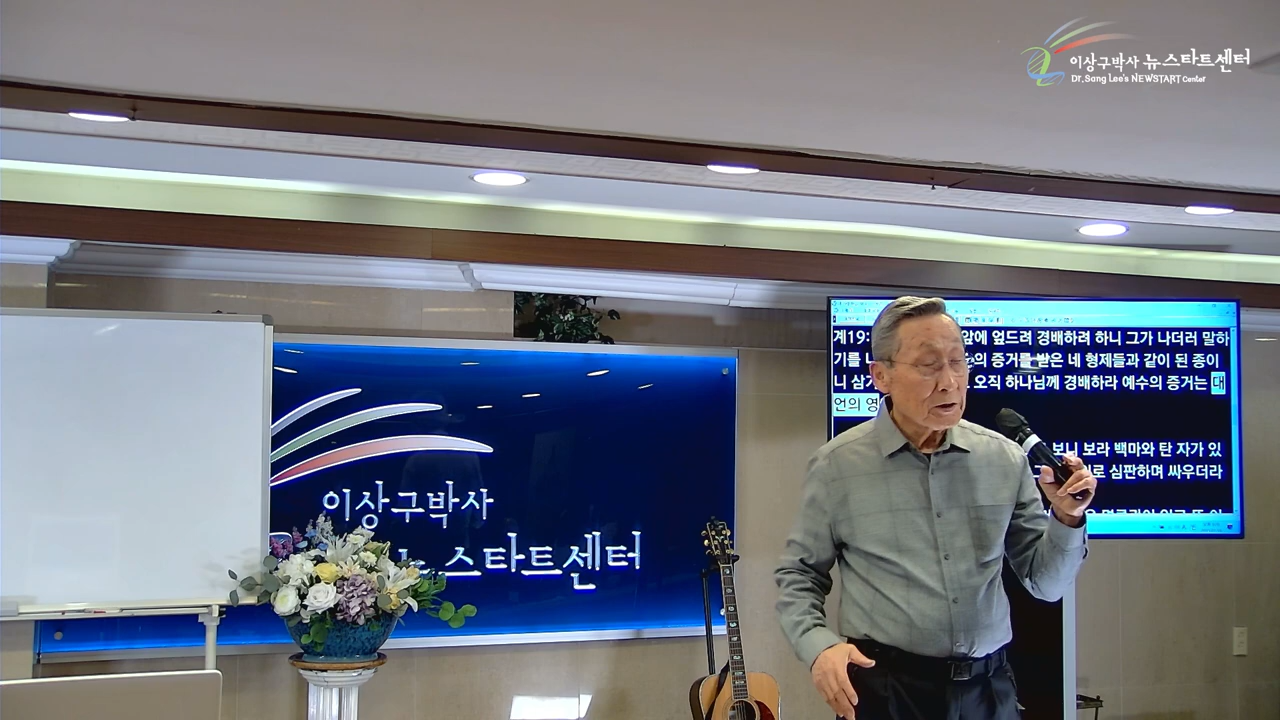 이상구박사 뉴스타트센터
Dr. Sang Lee's NEWSTART Center
계19: 앞에 엎드려 경배하려 하니 그가 나더러 말하
기를 의 증거를 받은 네 형제들과 같이 된 종이
니 오직 하나님께 경배하라 예수의 증거는 대
언의 영
보니 보라 백마와 탄 자가 있
로 심판하며 싸우더라
이상구박사
뉴스타트센터